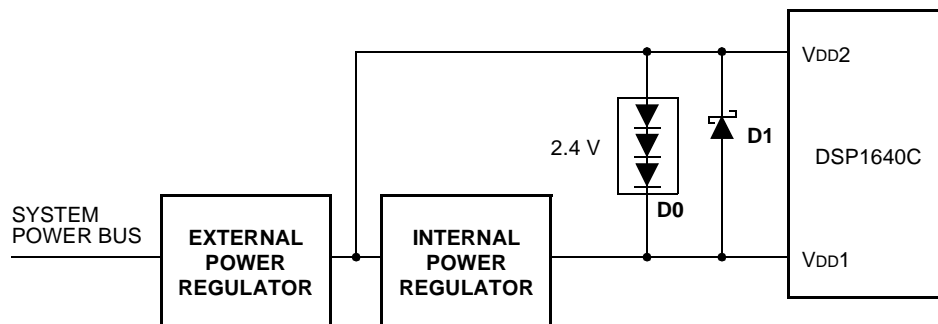 VDD2
2.4 V
D1
DSP1640C
D0
SYSTEM
POWER BUS
EXTERNAL
POWER
REGULATOR
INTERNAL
POWER
REGULATOR
VDD1